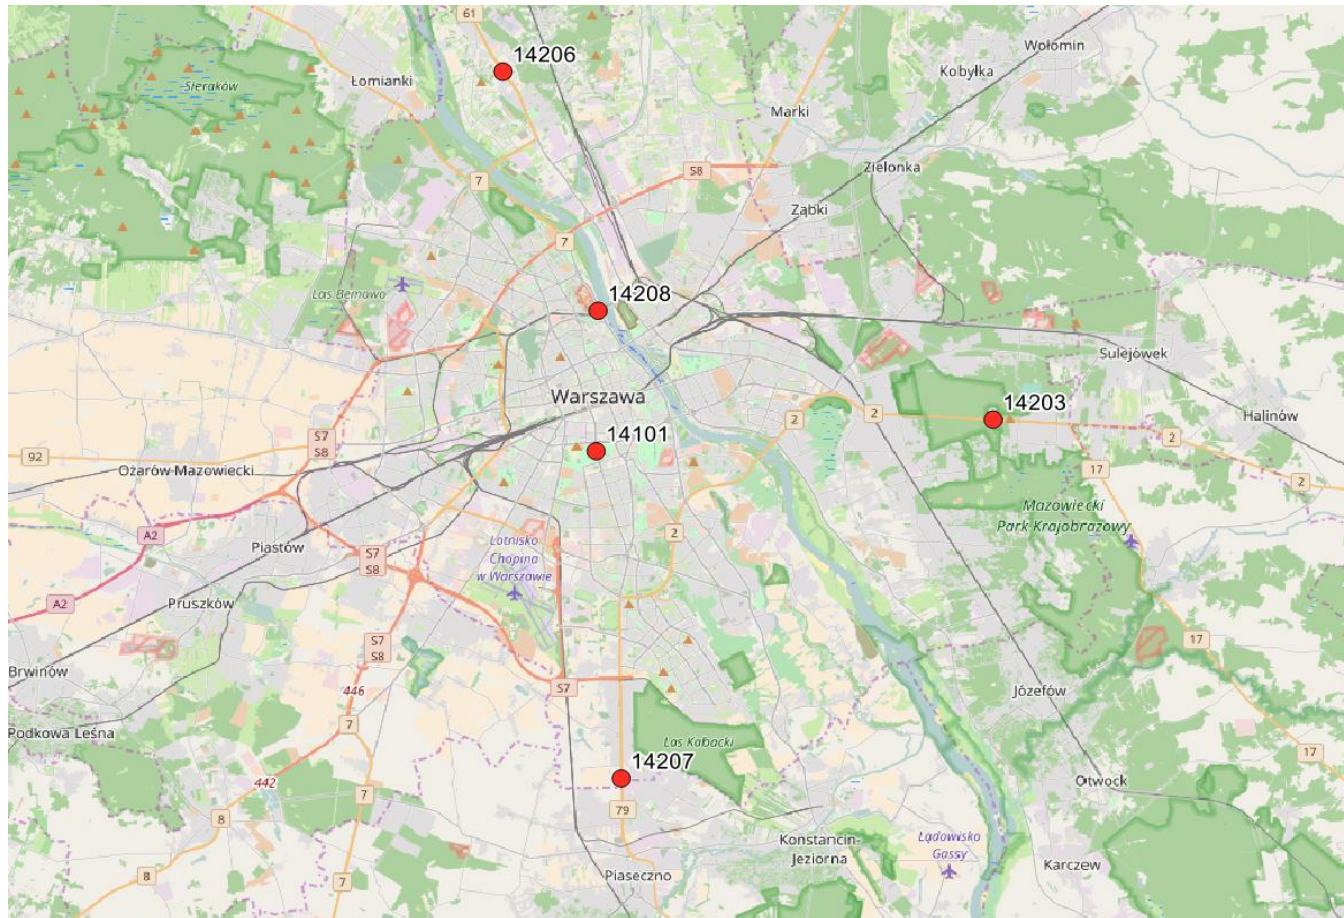 61
14206
Wołomin
Kobyłka
Łomianki
Sieraków
Marki
7
S8
Zielonka
Ząbki
7
Las Bemowo
14208
Sulejówek
Warszawa
14203
2
2
Halinów
S7
S8
92
14101
2
Ożarów Mazowiecki
17
2
Mazowiecki
Park Krajobrazowy
A2
2
Piastów
S7
S8
Lotnisko
Chopina
w Warszawie
A2
Pruszków
S7
S8
17
Brwinów
446
S7
Józefów
7
Podkowa Leśna
Las Kabacki
17
14207
442
Otwock
7
79
8
Konstancin-
Jeziorna
Lądowisko
Gassy
Karczew
8
7
Piaseczno